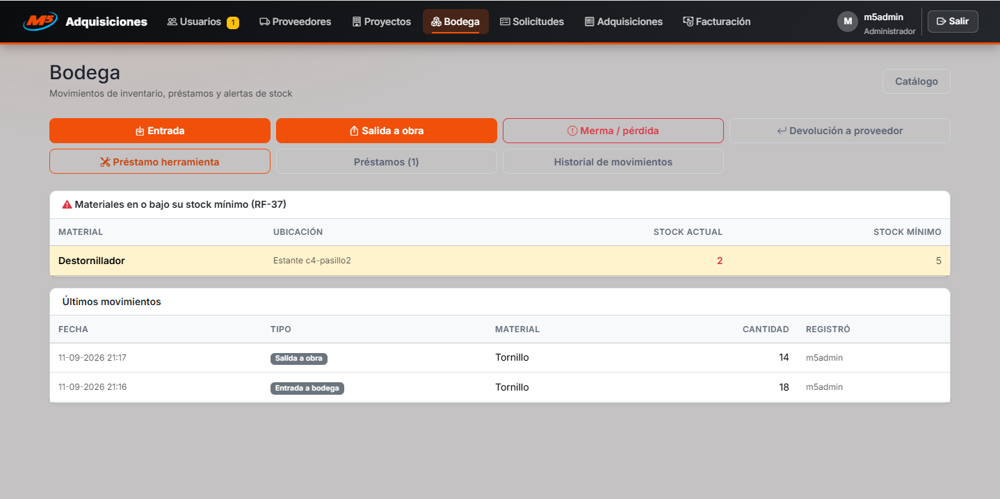 M5 Adquisiciones Usuarios 1 Proveedores Proyectos Bodega Solicitudes Adquisiciones Facturación M m5admin Administrador Salir
Bodega
Movimientos de inventario, préstamos y alertas de stock
Catálogo
Entrada Salida a obra Merma / pérdida Devolución a proveedor
Préstamo herramienta Préstamos (1) Historial de movimientos
Materiales en o bajo su stock mínimo (RF-37)
MATERIAL UBICACIÓN STOCK ACTUAL STOCK MÍNIMO
Destornillador Estante c4-pasillo2 2 5
Últimos movimientos
FECHA TIPO MATERIAL CANTIDAD REGISTRÓ
11-09-2026 21:17 Salida a obra Tornillo 14 m5admin
11-09-2026 21:16 Entrada a bodega Tornillo 18 m5admin